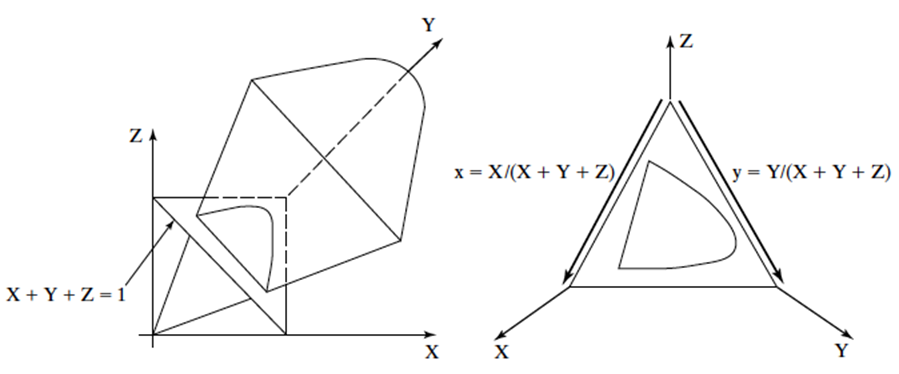 Y
Z
X + Y + Z = 1
X
Z
x = X/(X + Y + Z)
y = Y/(X + Y + Z)
X
Y